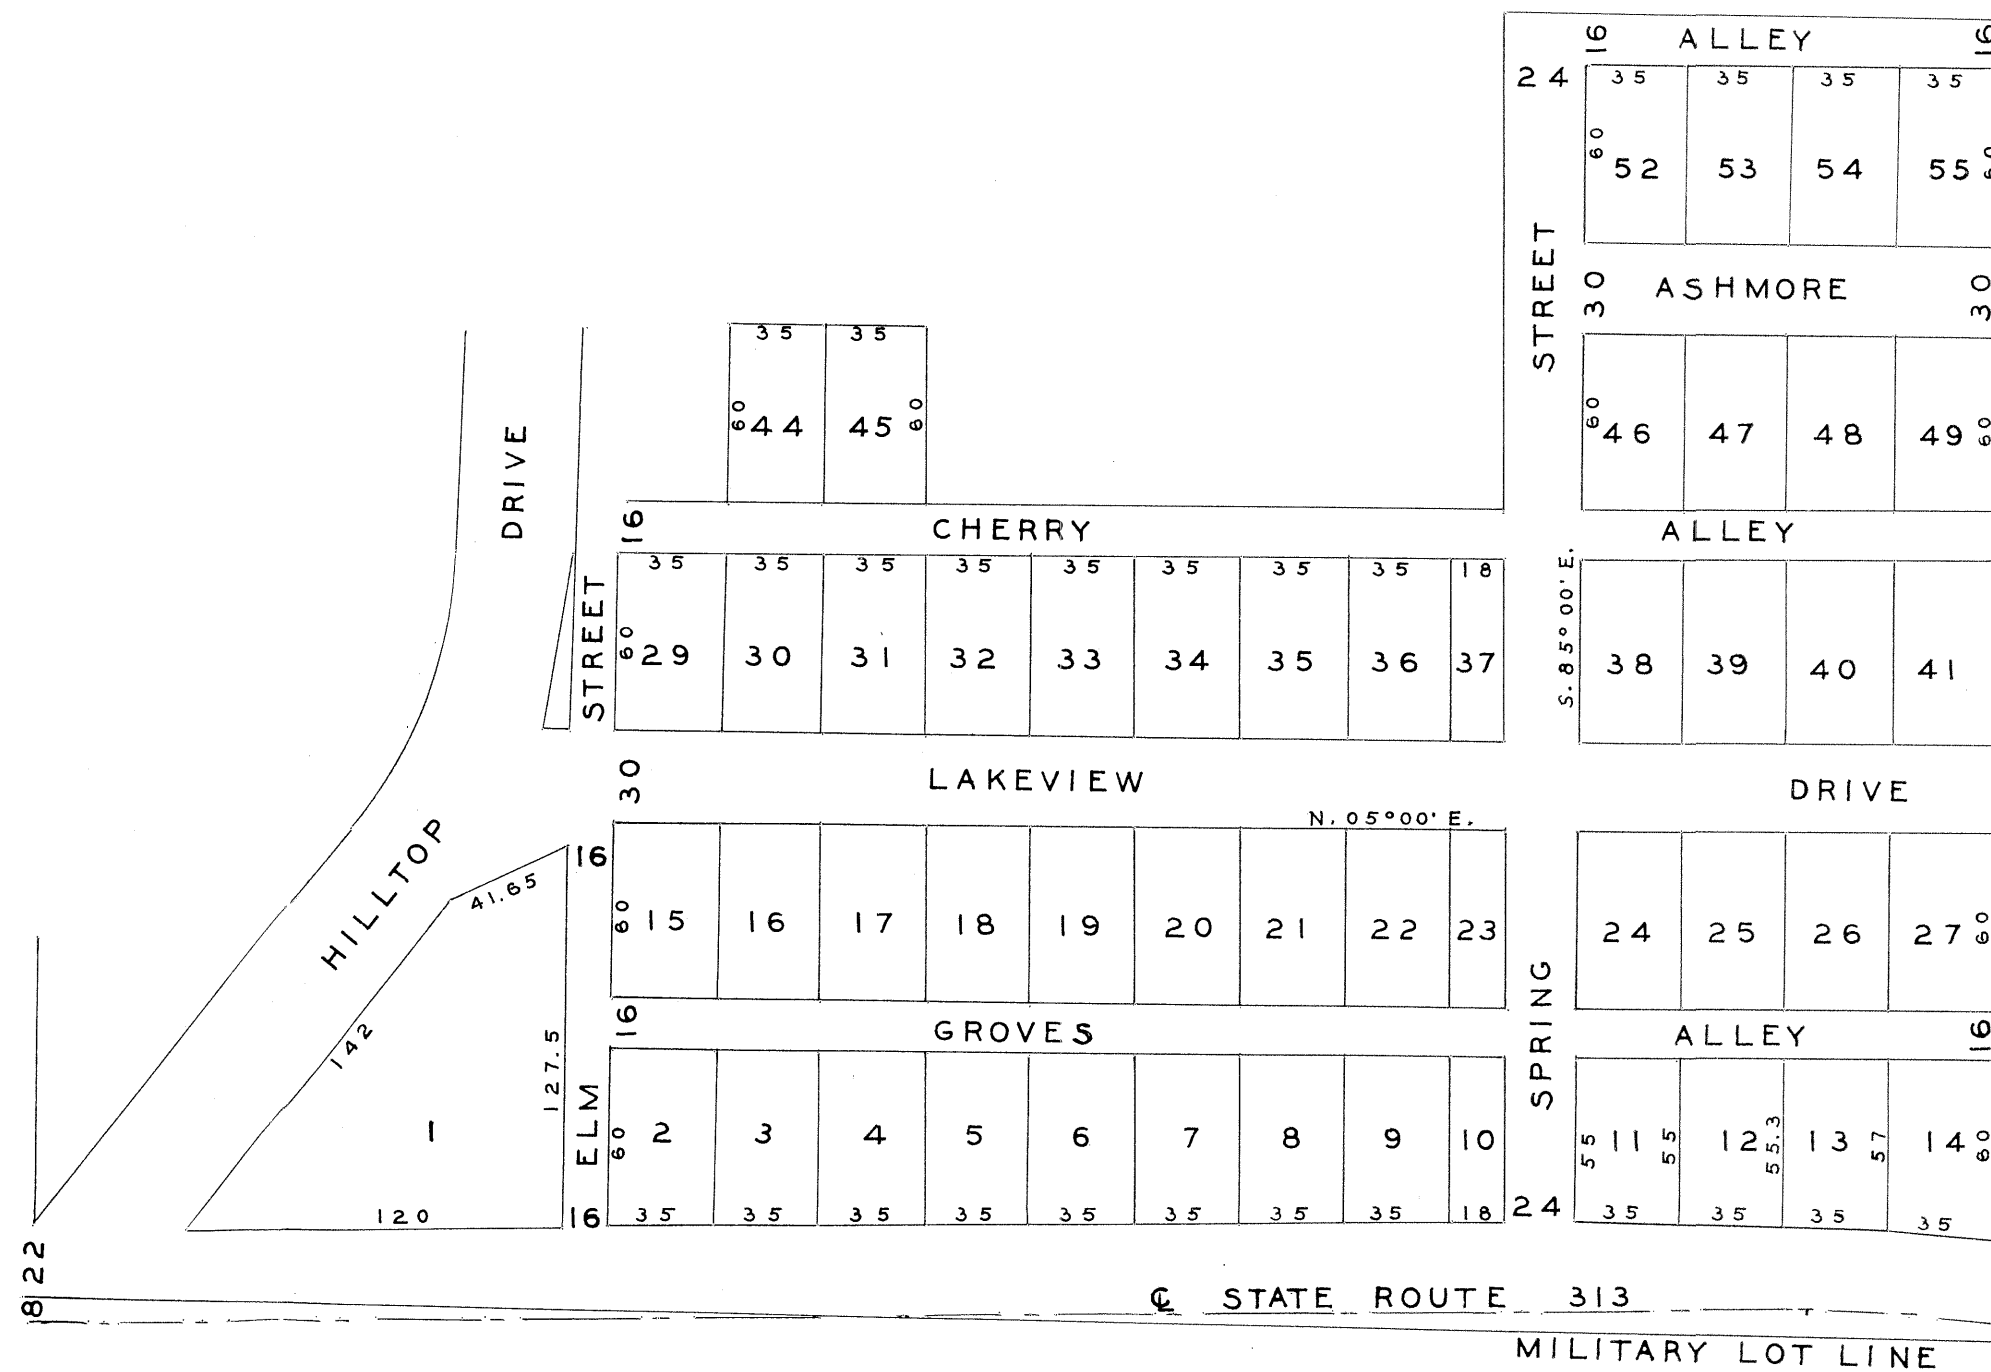 16 ALLEY 16
24 35 35 35 35
60 52 53 54 55 60
STREET
30 ASHMORE 30
35 35
60 44 45 60
60 46 47 48 49 60
DRIVE
16 CHERRY ALLEY
35 35 35 35 35 35 35 35 18
STREET
60 29 30 31 32 33 34 35 36 37
S. 85° 00' E.
38 39 40 41
30 LAKEVIEW DRIVE
N. 05°00' E.
HILLTOP
16
41.65
60 15 16 17 18 19 20 21 22 23
24 25 26 27 60
142
127.5
16 GROVES ALLEY 16
SPRING
ELM
1
60 2 3 4 5 6 7 8 9 10
55 11 55 12 55.3 13 57 14 60
120 16 35 35 35 35 35 35 35 35 18 24 35 35 35 35
22
8
℄ STATE ROUTE 313
MILITARY LOT LINE